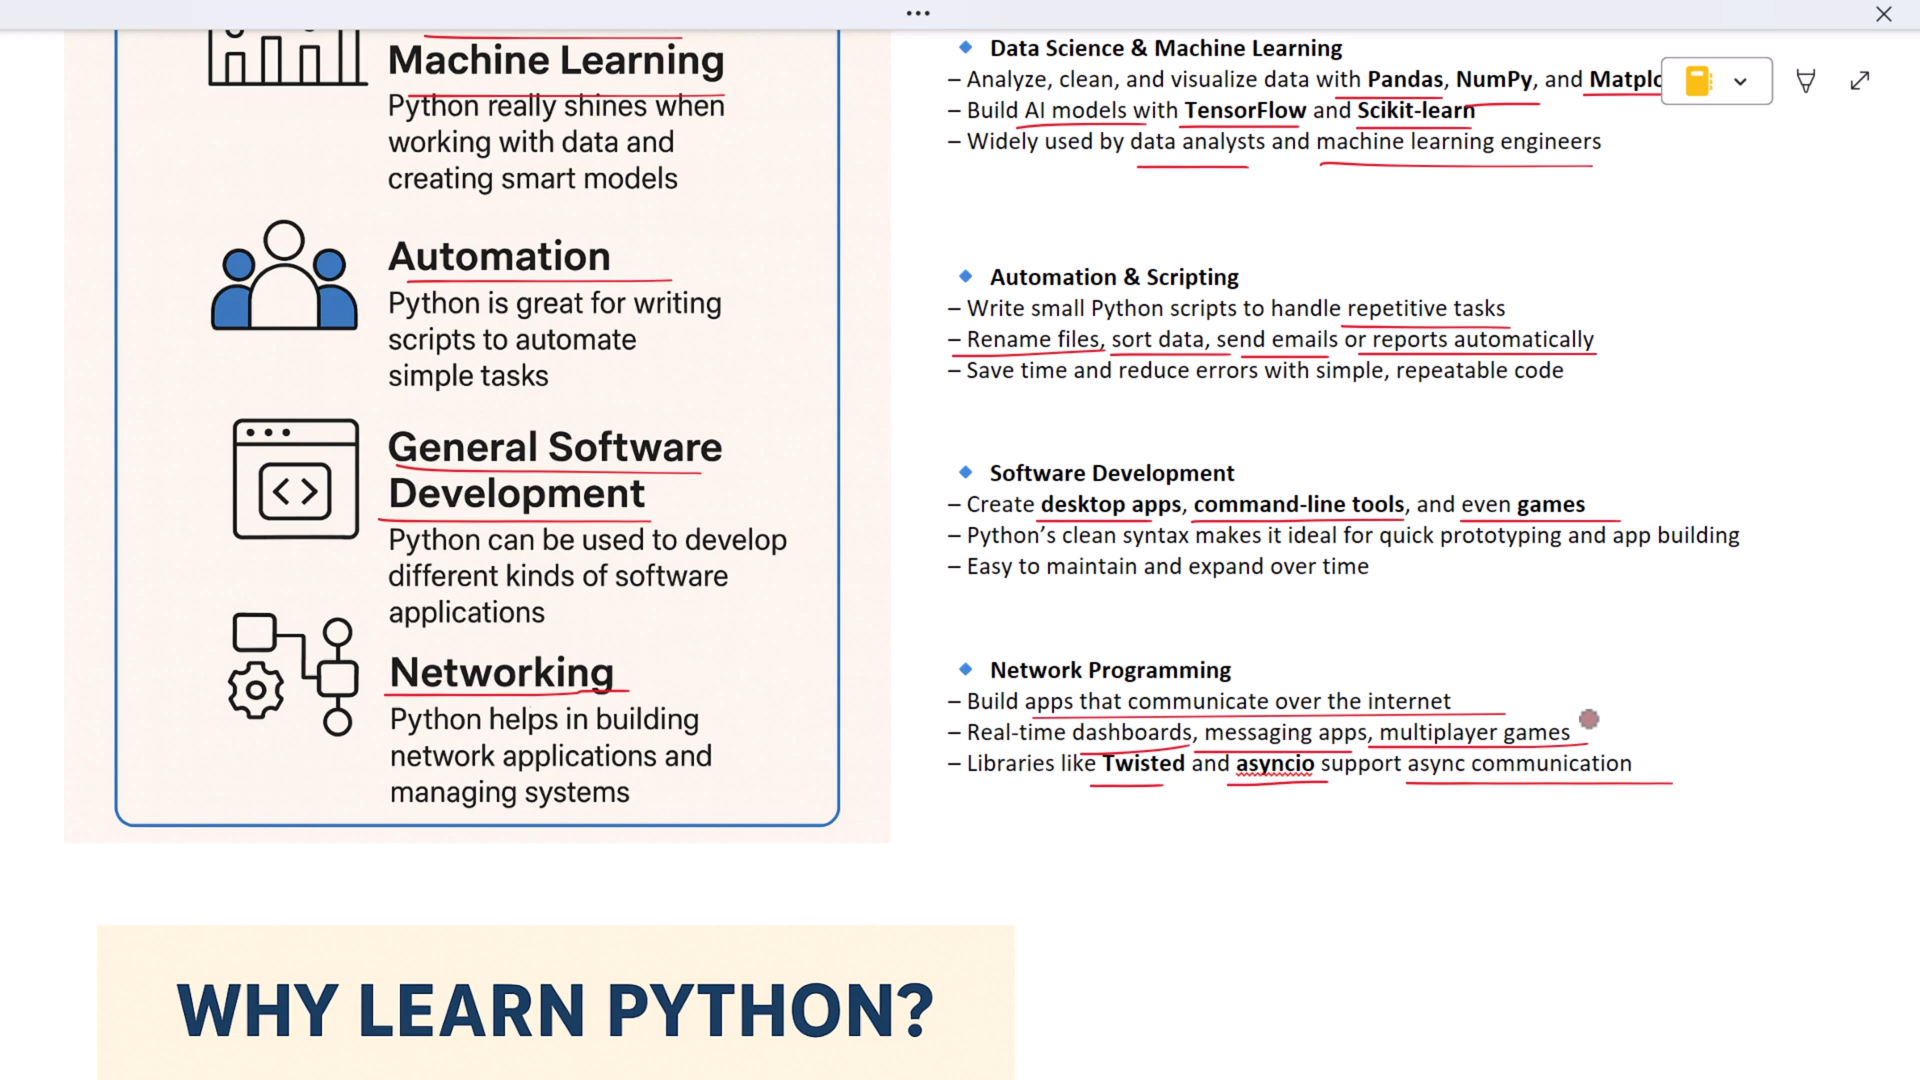 Machine Learning
Python really shines when
working with data and
creating smart models
Automation
Python is great for writing
scripts to automate
simple tasks
General Software
Development
Python can be used to develop
different kinds of software
applications
Networking
Python helps in building
network applications and
managing systems
Data Science & Machine Learning
– Analyze, clean, and visualize data with Pandas, NumPy, and Matplo
– Build AI models with TensorFlow and Scikit-learn
– Widely used by data analysts and machine learning engineers
Automation & Scripting
– Write small Python scripts to handle repetitive tasks
– Rename files, sort data, send emails or reports automatically
– Save time and reduce errors with simple, repeatable code
Software Development
– Create desktop apps, command-line tools, and even games
– Python’s clean syntax makes it ideal for quick prototyping and app building
– Easy to maintain and expand over time
Network Programming
– Build apps that communicate over the internet
– Real-time dashboards, messaging apps, multiplayer games
– Libraries like Twisted and asyncio support async communication
WHY LEARN PYTHON?